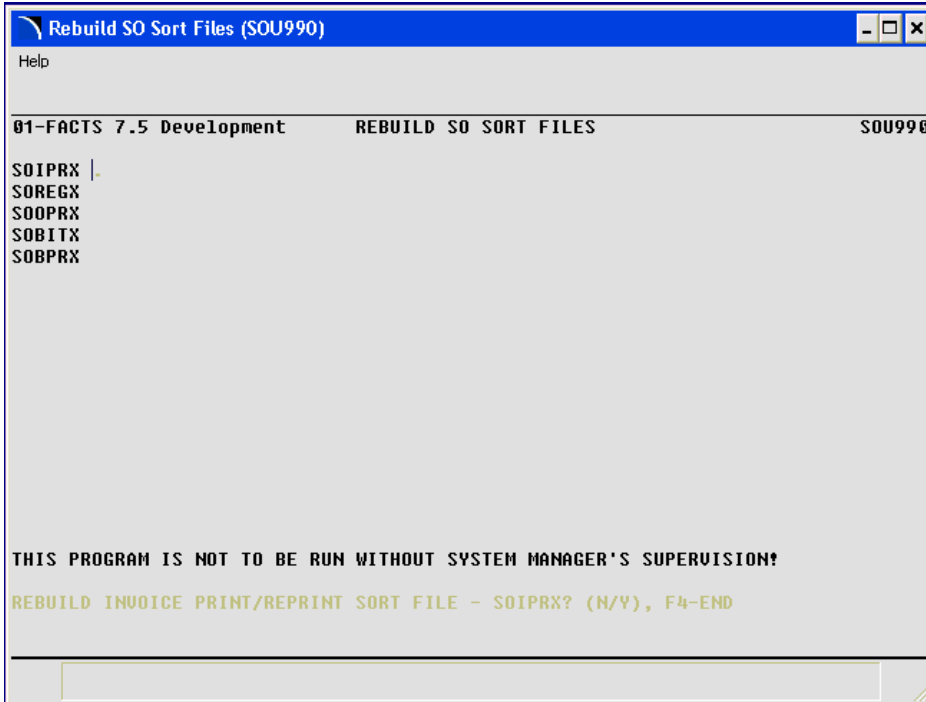 Rebuild SO Sort Files (SOU990)
Help
01-FACTS 7.5 Development REBUILD SO SORT FILES SOU990
SOIPRX .
SOREGX
SOOPRX
SOBITX
SOBPRX
THIS PROGRAM IS NOT TO BE RUN WITHOUT SYSTEM MANAGER'S SUPERVISION!
REBUILD INVOICE PRINT/REPRINT SORT FILE - SOIPRX? (N/Y), F4-END